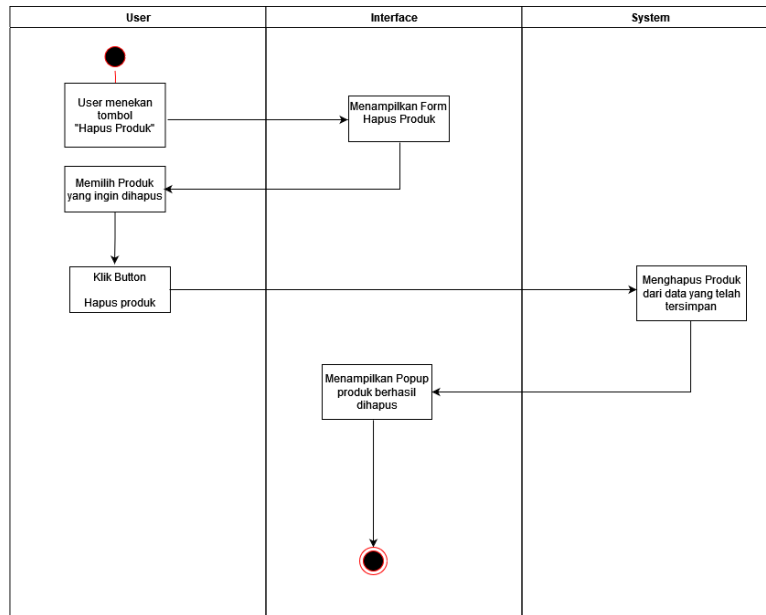 User
Interface
System
User menekan
tombol
"Hapus Produk"
Menampilkan Form
Hapus Produk
Memilih Produk
yang ingin dihapus
Klik Button
Hapus produk
Menghapus Produk
dari data yang telah
tersimpan
Menampilkan Popup
produk berhasil
dihapus